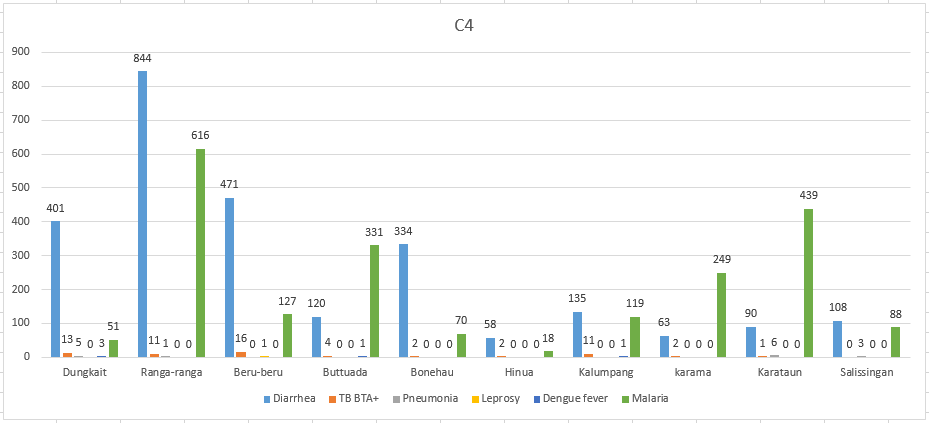 C4
900
800
700
600
500
400
300
200
100
0
401 13 5 0 3 51
844 11 1 0 0 616
471 16 0 1 0 127
120 4 0 0 1 331
334 2 0 0 0 70
58 2 0 0 0 18
135 11 0 0 1 119
63 2 0 0 0 249
90 1 6 0 0 439
108 0 3 0 0 88
Dungkait Ranga-ranga Beru-beru Buttuada Bonehau Hinua Kalumpang karama Karataun Salissingan
Diarrhea TB BTA+ Pneumonia Leprosy Dengue fever Malaria